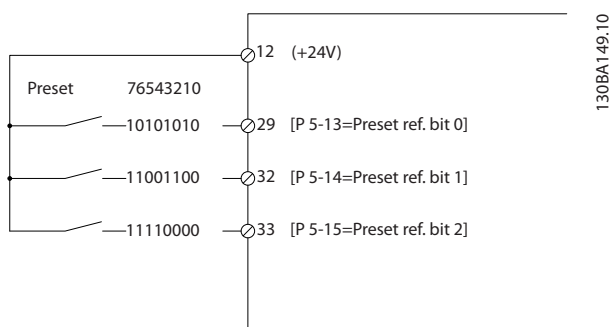 12 (+24V)
Preset 76543210
10101010 29 [P 5-13=Preset ref. bit 0]
11001100 32 [P 5-14=Preset ref. bit 1]
11110000 33 [P 5-15=Preset ref. bit 2]
130BA149.10